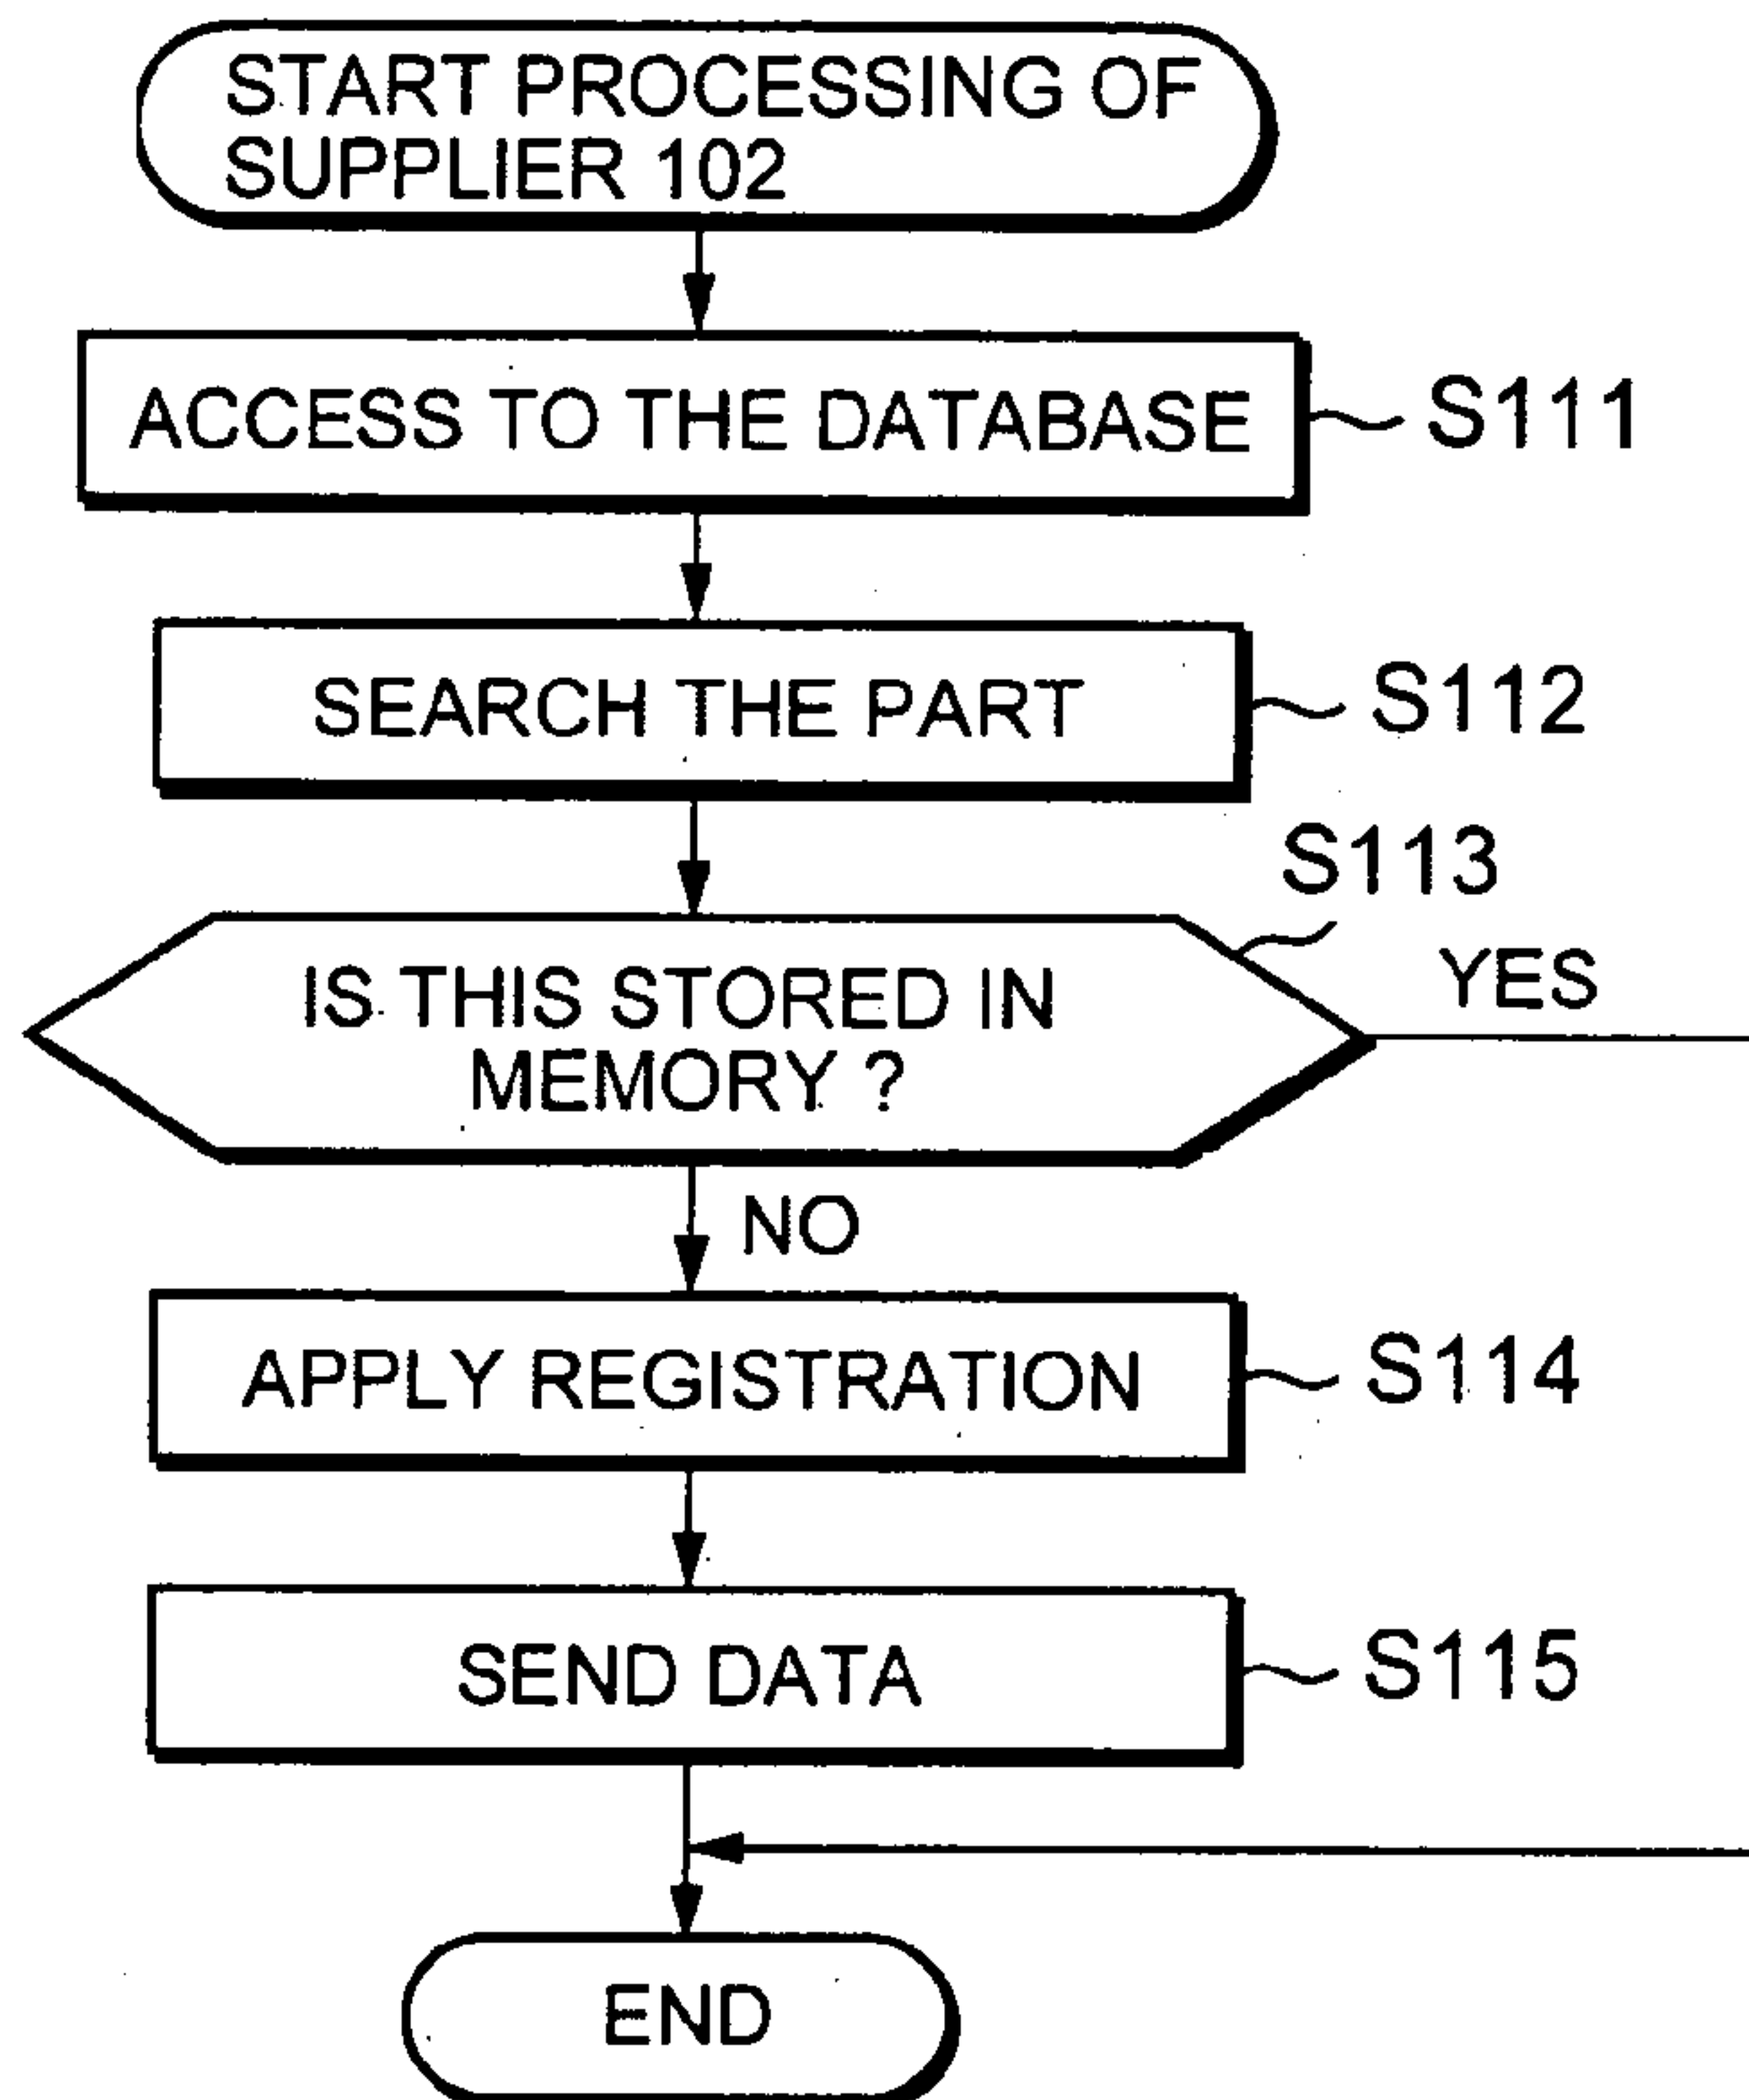 START PROCESSING OF
SUPPLIER 102
ACCESS TO THE DATABASE
S111
SEARCH THE PART
S112
S113
IS THIS STORED IN
MEMORY ?
YES
NO
APPLY REGISTRATION
S114
SEND DATA
S115
END